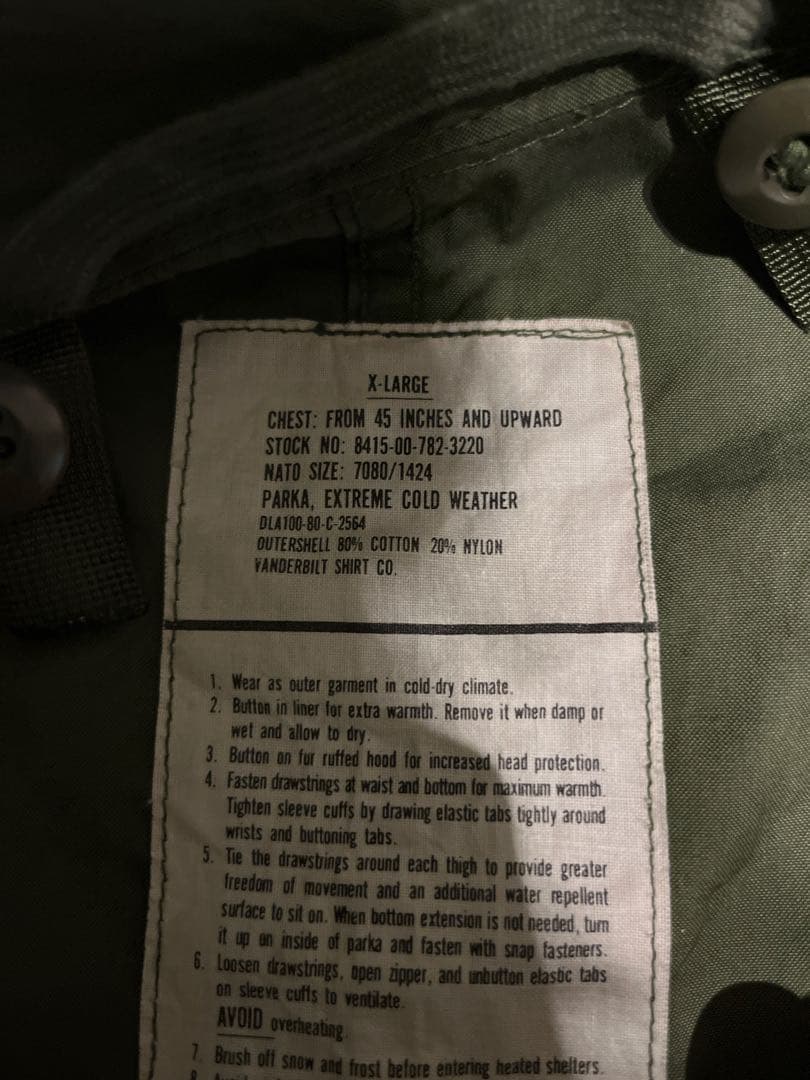 X-LARGE
CHEST: FROM 45 INCHES AND UPWARD
STOCK NO: 8415-00-782-3220
NATO SIZE: 7080/1424
PARKA, EXTREME COLD WEATHER
DLA100-80-C-2564
OUTERSHELL 80% COTTON 20% NYLON
VANDERBILT SHIRT CO.
1. Wear as outer garment in cold-dry climate.
2. Button in liner for extra warmth. Remove it when damp or
wet and allow to dry.
3. Button on fur ruffed hood for increased head protection.
4. Fasten drawstrings at waist and bottom for maximum warmth.
Tighten sleeve cuffs by drawing elastic tabs tightly around
wrists and buttoning tabs.
5. Tie the drawstrings around each thigh to provide greater
freedom of movement and an additional water repellent
surface to sit on. When bottom extension is not needed, turn
it up on inside of parka and fasten with snap fasteners.
6. Loosen drawstrings, open zipper, and unbutton elastic tabs
on sleeve cuffs to ventilate.
AVOID overheating.
7. Brush off snow and frost before entering heated shelters.